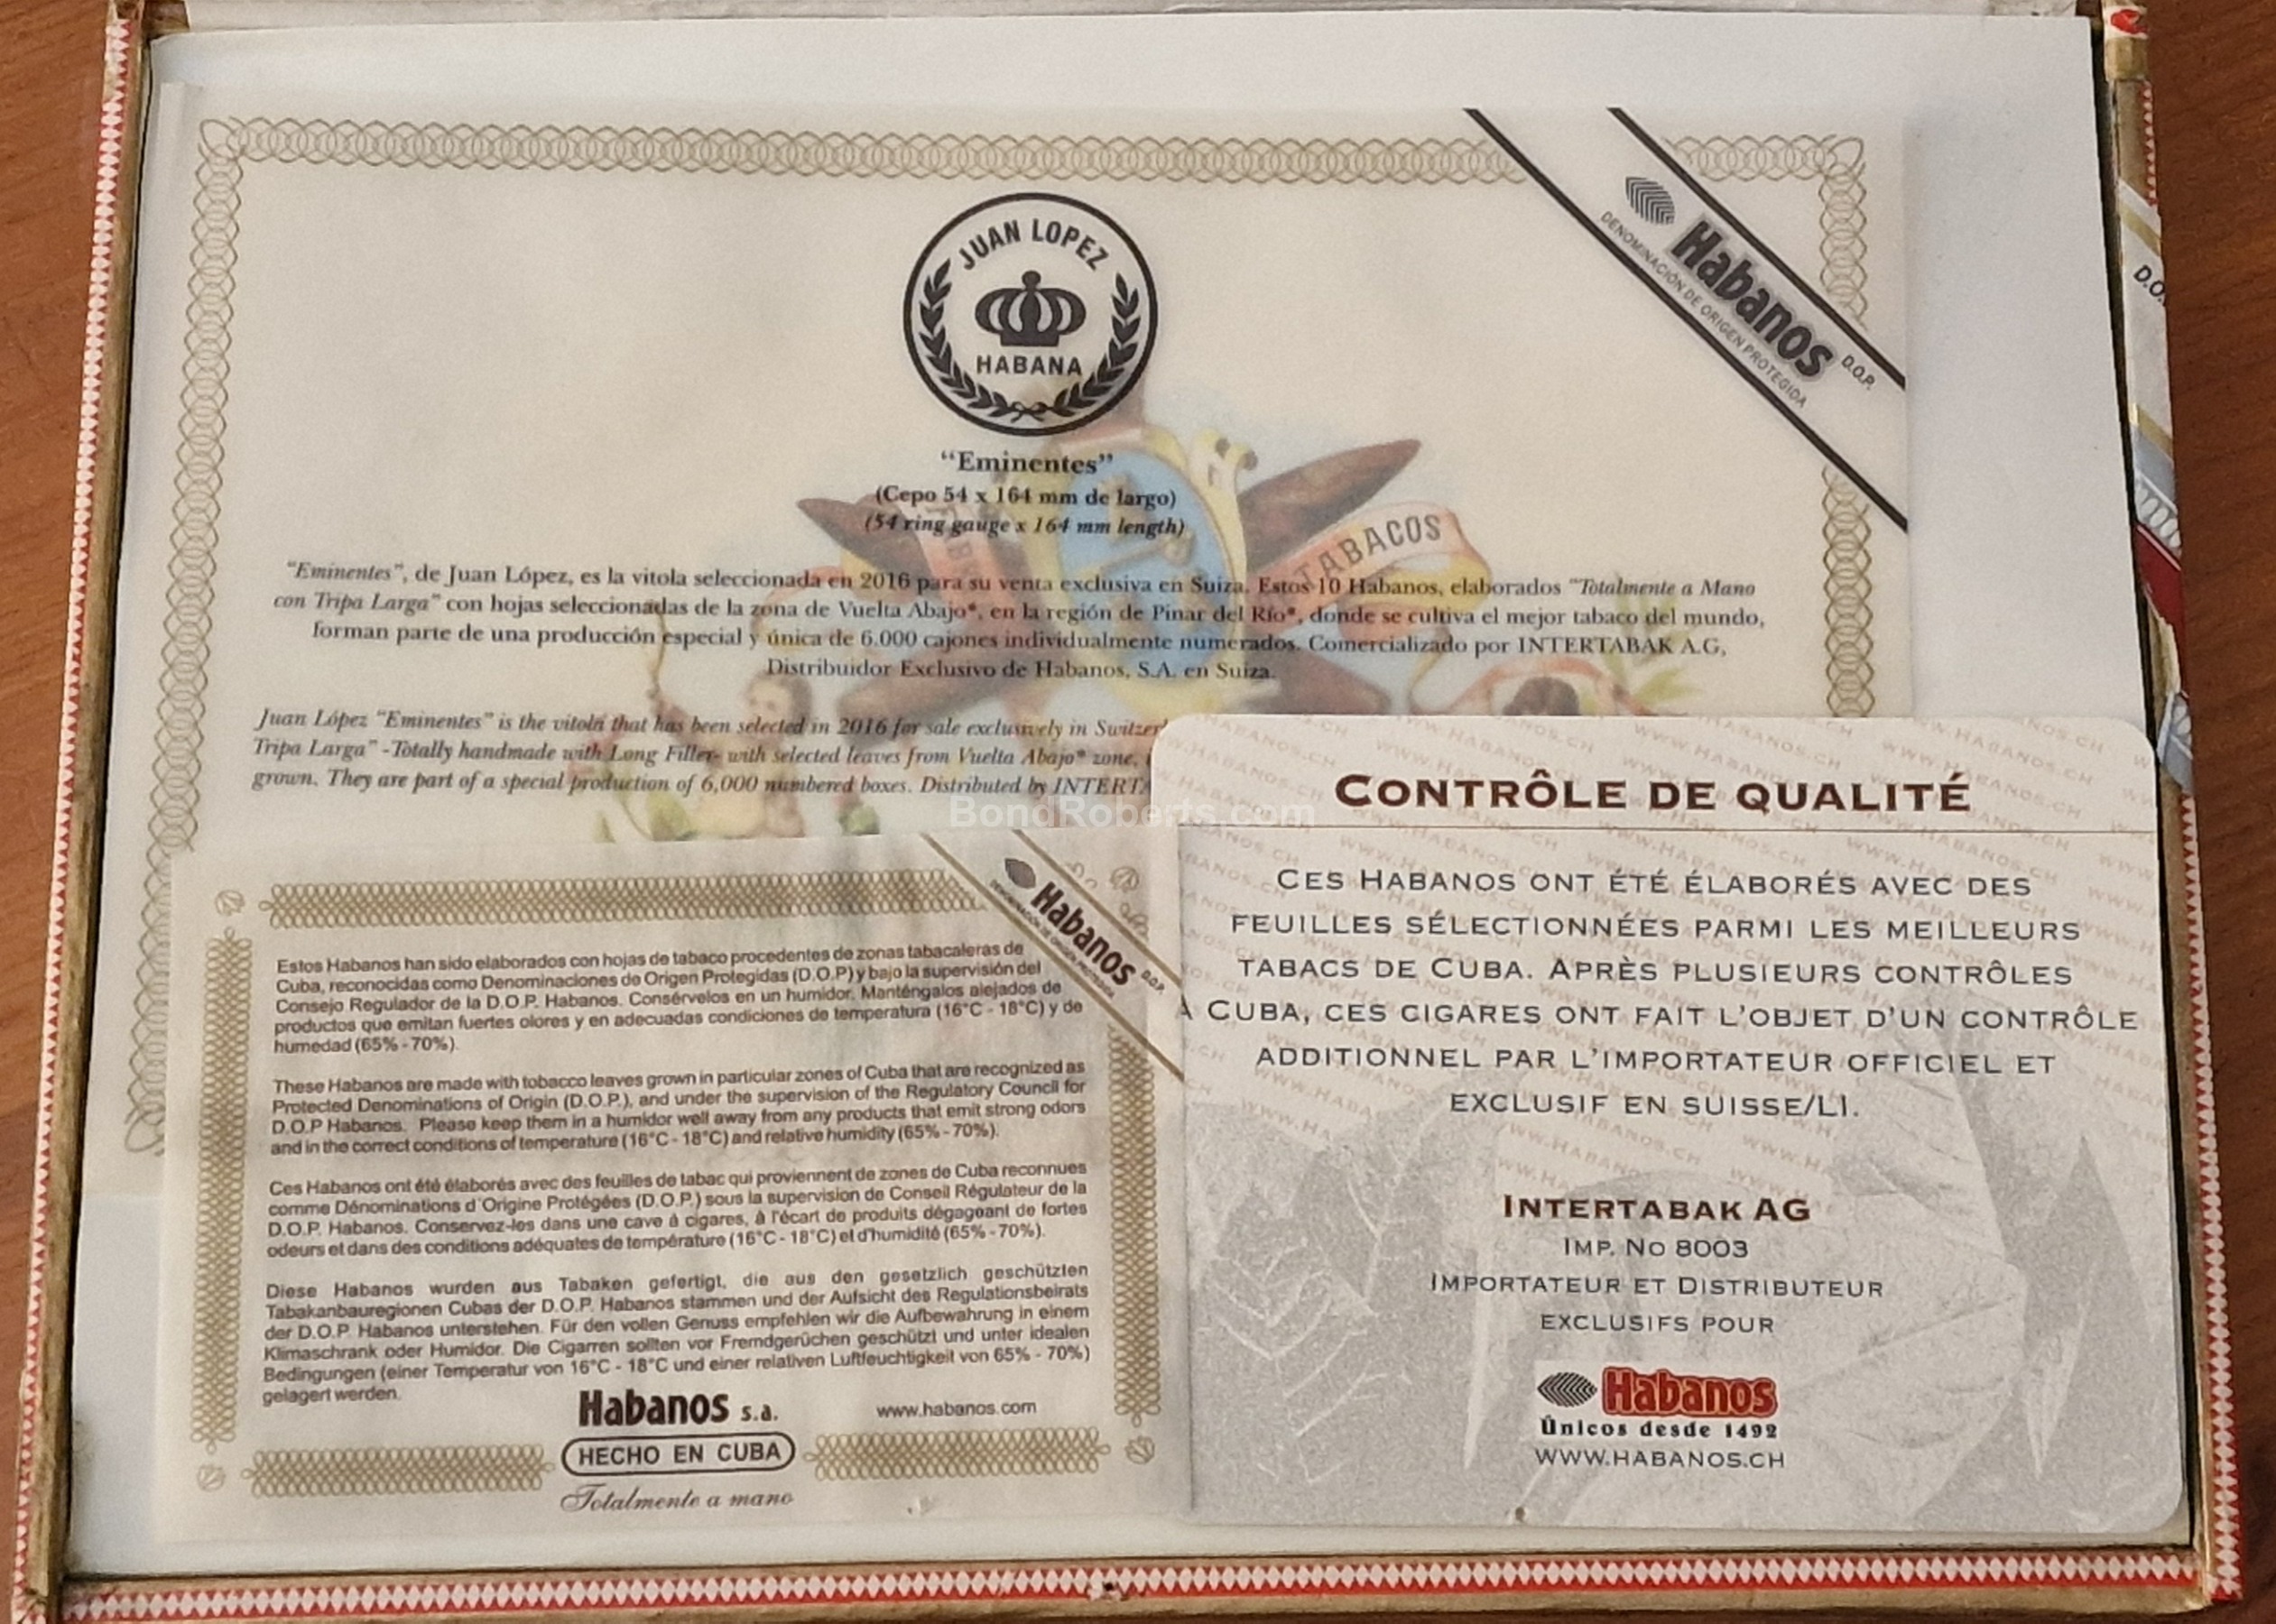 JUAN LOPEZ
HABANA
Habanos D.O.P.
DENOMINACIÓN DE ORIGEN PROTEGIDA
D.O.
"Eminentes"
(Cepo 54 x 164 mm de largo)
(54 ring gauge x 164 mm length)
TABACOS
"Eminentes", de Juan López, es la vitola seleccionada en 2016 para su venta exclusiva en Suiza. Estos 10 Habanos, elaborados "Totalmente a Mano
con Tripa Larga" con hojas seleccionadas de la zona de Vuelta Abajo*, en la región de Pinar del Río*, donde se cultiva el mejor tabaco del mundo,
forman parte de una producción especial y única de 6.000 cajones individualmente numerados. Comercializado por INTERTABAK A.G,
Distribuidor Exclusivo de Habanos, S.A. en Suiza.
Juan López "Eminentes" is the vitola that has been selected in 2016 for sale exclusively in Switzer
Tripa Larga" -Totally handmade with Long Filler- with selected leaves from Vuelta Abajo* zone,
grown. They are part of a special production of 6,000 numbered boxes. Distributed by INTERTA
BondRoberts.com
Habanos D.O.P.
Estos Habanos han sido elaborados con hojas de tabaco procedentes de zonas tabacaleras de
Cuba, reconocidas como Denominaciones de Origen Protegidas (D.O.P) y bajo la supervisión del
Consejo Regulador de la D.O.P. Habanos. Consérvelos en un humidor. Manténgalos alejados de
productos que emitan fuertes olores y en adecuadas condiciones de temperatura (16°C - 18°C) y de
humedad (65% - 70%).
These Habanos are made with tobacco leaves grown in particular zones of Cuba that are recognized as
Protected Denominations of Origin (D.O.P.), and under the supervision of the Regulatory Council for
D.O.P Habanos. Please keep them in a humidor well away from any products that emit strong odors
and in the correct conditions of temperature (16°C - 18°C) and relative humidity (65% - 70%).
Ces Habanos ont été élaborés avec des feuilles de tabac qui proviennent de zones de Cuba reconnues
comme Dénominations d'Origine Protégées (D.O.P.) sous la supervision de Conseil Régulateur de la
D.O.P. Habanos. Conservez-les dans une cave à cigares, à l'écart de produits dégageant de fortes
odeurs et dans des conditions adéquates de température (16°C - 18°C) et d'humidité (65% - 70%).
Diese Habanos wurden aus Tabaken gefertigt, die aus den gesetzlich geschützten
Tabakanbauregionen Cubas der D.O.P. Habanos stammen und der Aufsicht des Regulationsbeirats
der D.O.P. Habanos unterstehen. Für den vollen Genuss empfehlen wir die Aufbewahrung in einem
Klimaschrank oder Humidor. Die Cigarren sollten vor Fremdgerüchen geschützt und unter idealen
Bedingungen (einer Temperatur von 16°C - 18°C und einer relativen Luftfeuchtigkeit von 65% - 70%)
gelagert werden.
Habanos s.a.
www.habanos.com
HECHO EN CUBA
Totalmente a mano
CONTRÔLE DE QUALITÉ
CES HABANOS ONT ÉTÉ ÉLABORÉS AVEC DES
FEUILLES SÉLECTIONNÉES PARMI LES MEILLEURS
TABACS DE CUBA. APRÈS PLUSIEURS CONTRÔLES
À CUBA, CES CIGARES ONT FAIT L'OBJET D'UN CONTRÔLE
ADDITIONNEL PAR L'IMPORTATEUR OFFICIEL ET
EXCLUSIF EN SUISSE/LI.
INTERTABAK AG
IMP. NO 8003
IMPORTATEUR ET DISTRIBUTEUR
EXCLUSIFS POUR
Habanos
Únicos desde 1492
WWW.HABANOS.CH